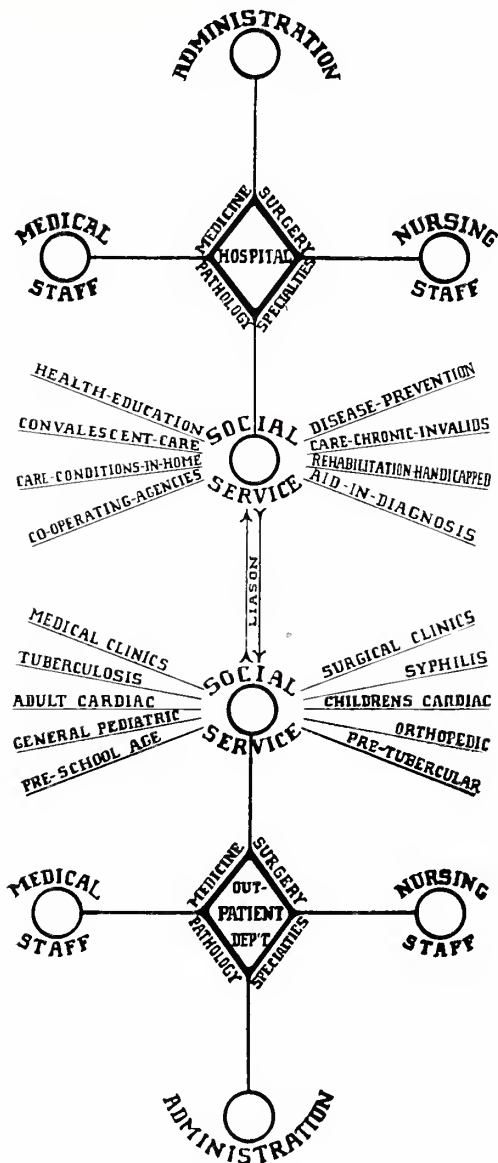 ADMINISTRATION
MEDICINE
SURGERY
MEDICAL
STAFF
HOSPITAL
NURSING
STAFF
PATHOLOGY
SPECIALTIES
HEALTH-EDUCATION
CONVALESCENT-CARE
CARE-CONDITIONS-IN-HOME
CO-OPERATING-AGENCIES
SOCIAL
SERVICE
DISEASE-PREVENTION
CARE-CHRONIC-INVALIDS
REHABILITATION-HANDICAPPED
AID-IN-DIAGNOSIS
LIASON
MEDICAL CLINICS
TUBERCULOSIS
ADULT CARDIAC
GENERAL PEDIATRIC
PRE-SCHOOL AGE
SOCIAL
SERVICE
SURGICAL CLINICS
SYPHILIS
CHILDRENS CARDIAC
ORTHOPEDIC
PRE-TUBERCULAR
MEDICINE
SURGERY
MEDICAL
STAFF
OUT-
PATIENT
DEP'T
NURSING
STAFF
PATHOLOGY
SPECIALTIES
ADMINISTRATION